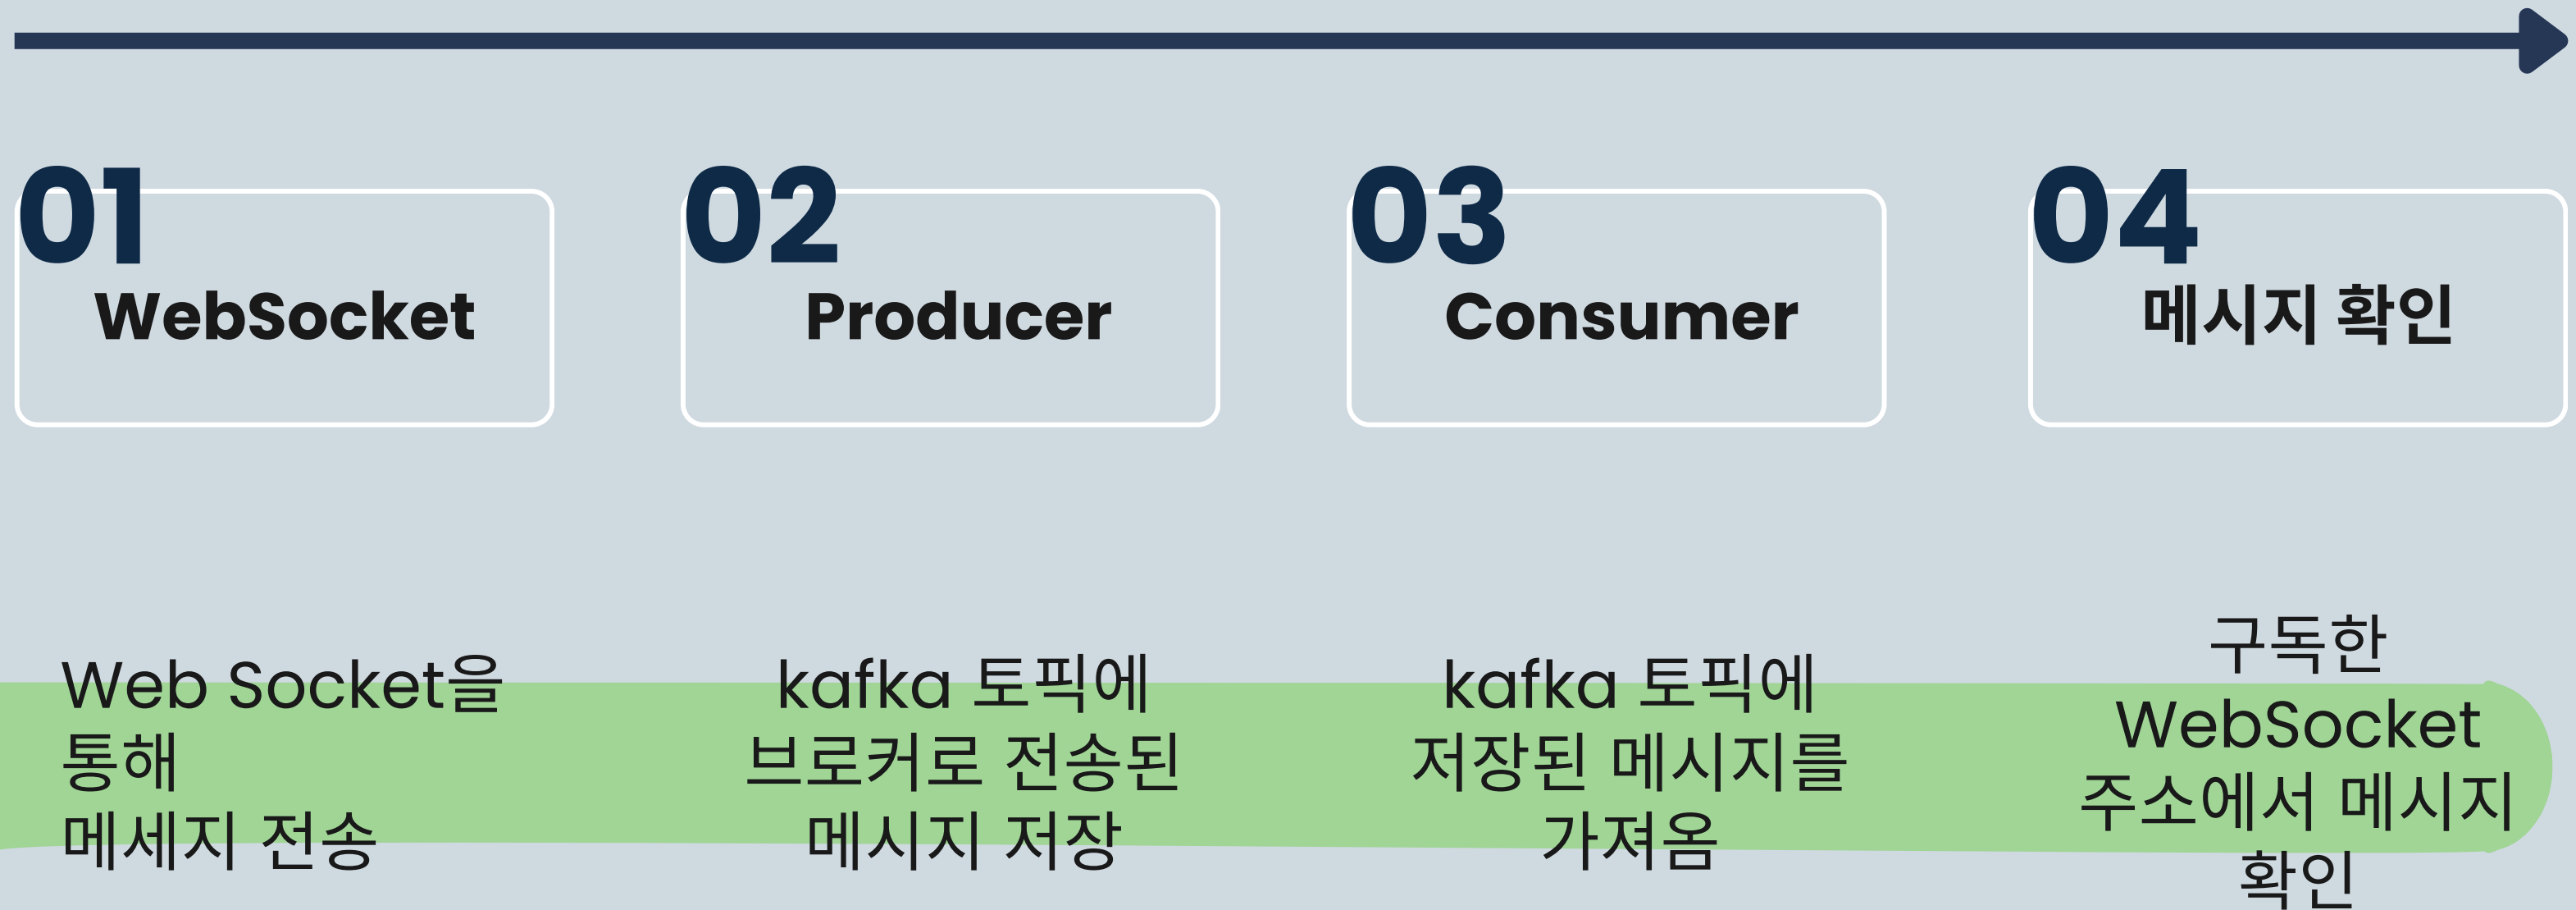 01
WebSocket
Web Socket을
통해
메세지 전송
02
Producer
kafka 토픽에
브로커로 전송된
메시지 저장
03
Consumer
kafka 토픽에
저장된 메시지를
가져옴
04
메시지 확인
구독한
WebSocket
주소에서 메시지
확인